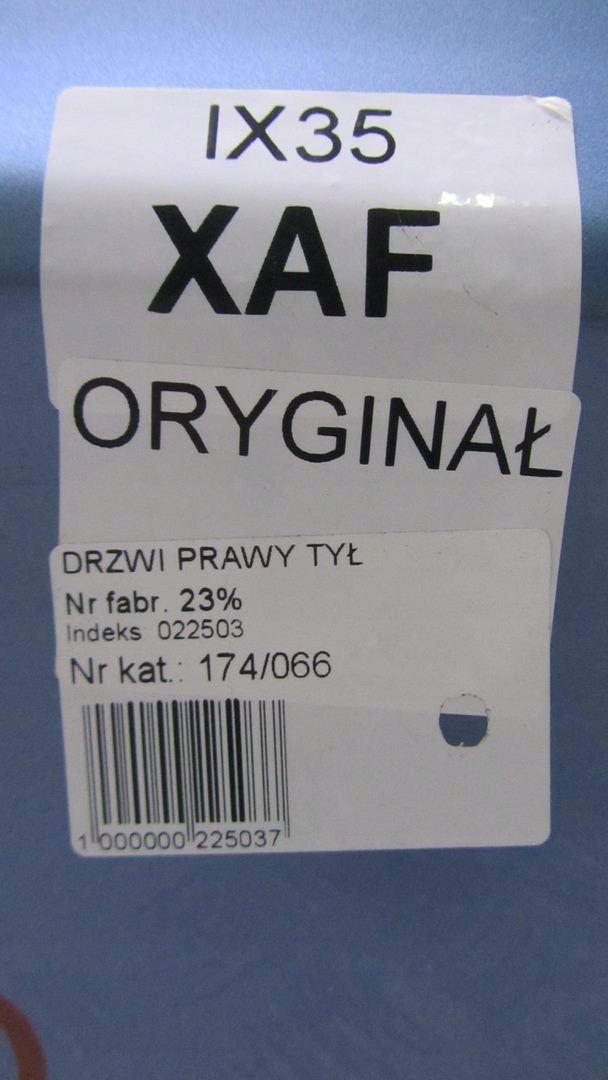 IX35
XAF
ORYGINAŁ
DRZWI PRAWY TYŁ
Nr fabr. 23%
Indeks 022503
Nr kat.: 174/066
1 000000 225037